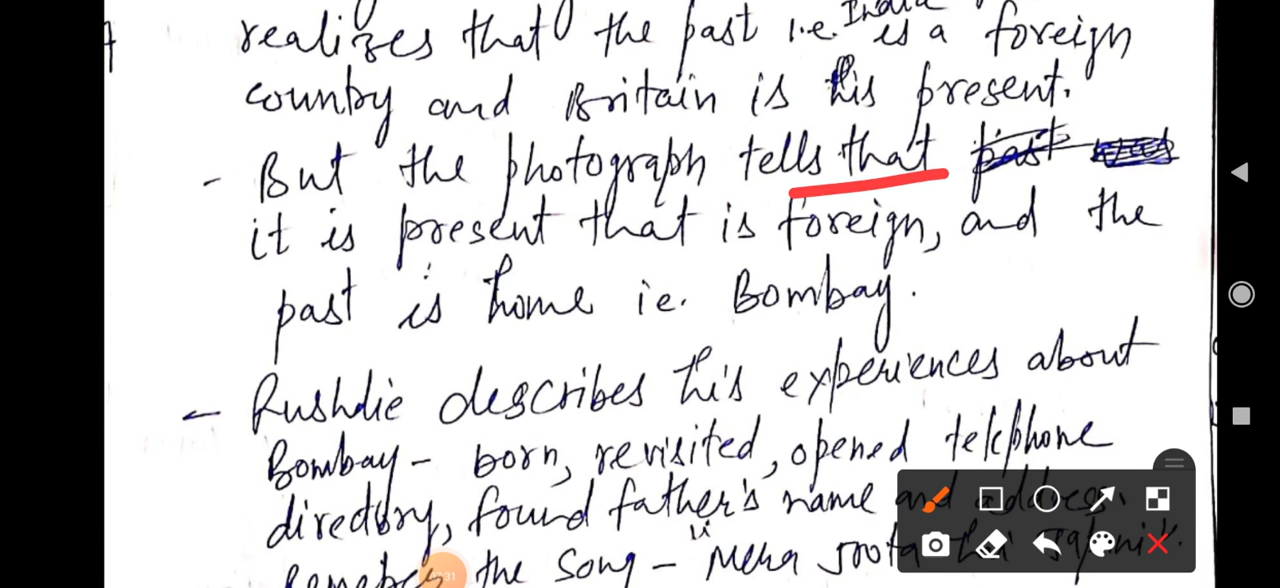 realizes that the past i.e. India is a foreign
country and Britain is his present.
- But the photograph tells that past
it is present that is foreign, and the
past is home ie. Bombay.
- Rushdie describes his experiences about
Bombay - born, revisited, opened telephone
directory, found father's name and address.
the song - Mera